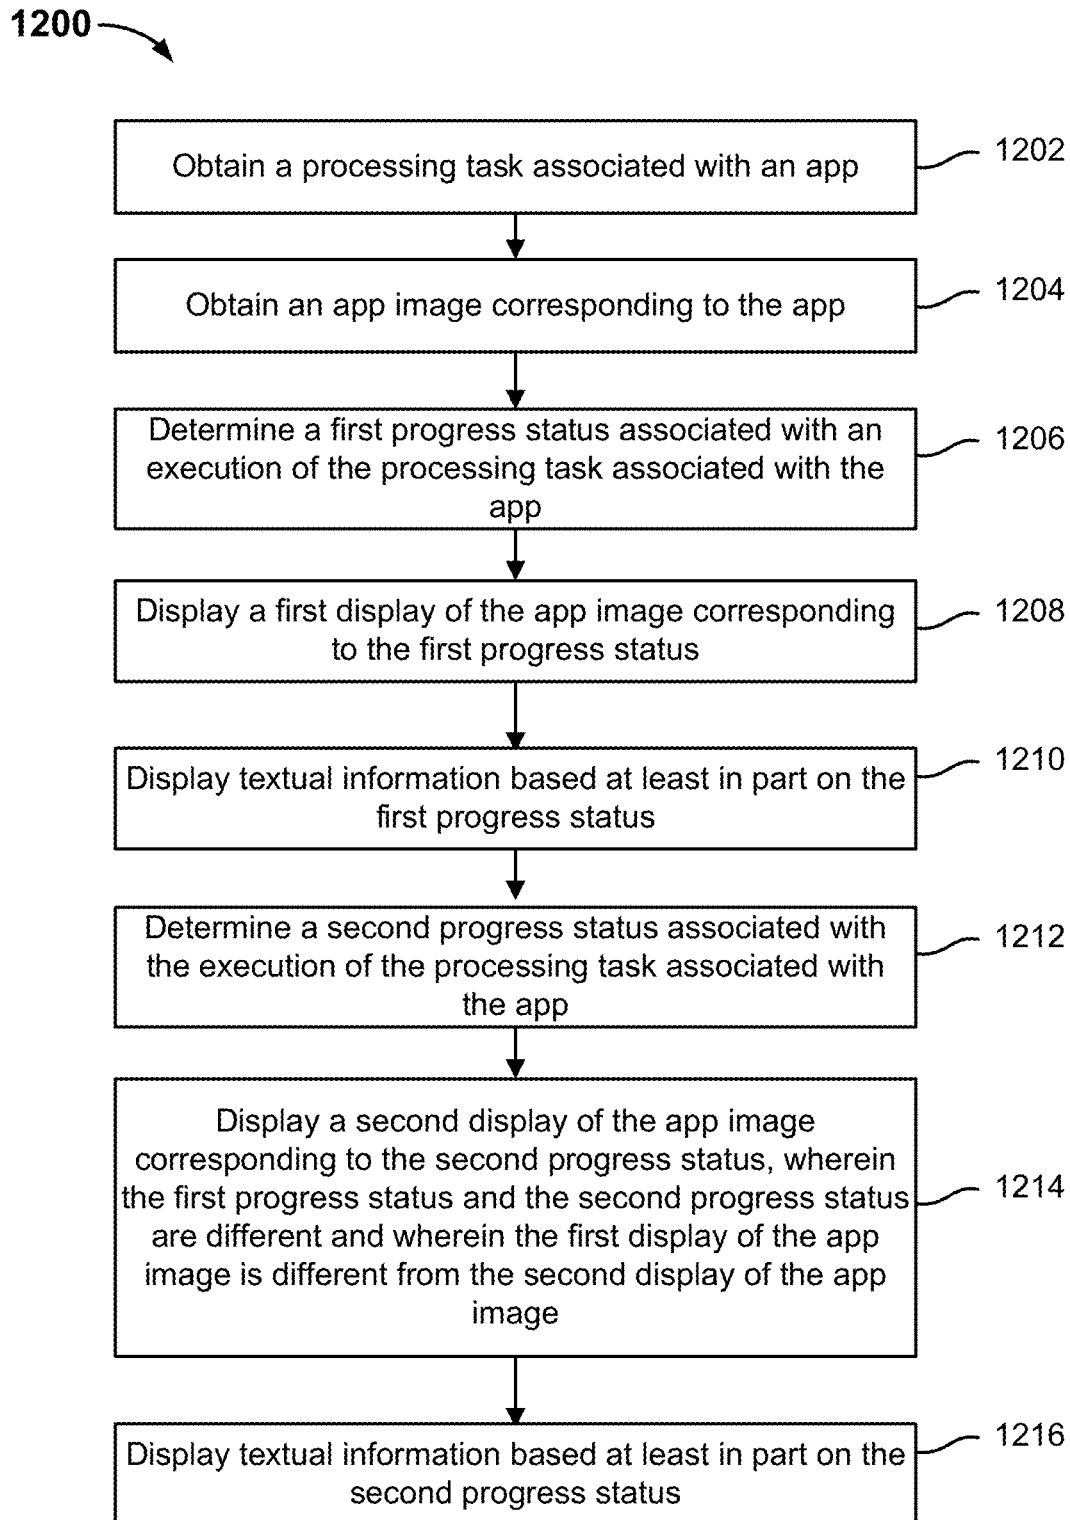 1200
Obtain a processing task associated with an app
1202
Obtain an app image corresponding to the app
1204
Determine a first progress status associated with an
execution of the processing task associated with the
app
1206
Display a first display of the app image corresponding
to the first progress status
1208
Display textual information based at least in part on the
first progress status
1210
Determine a second progress status associated with
the execution of the processing task associated with
the app
1212
Display a second display of the app image
corresponding to the second progress status, wherein
the first progress status and the second progress status
are different and wherein the first display of the app
image is different from the second display of the app
image
1214
Display textual information based at least in part on the
second progress status
1216